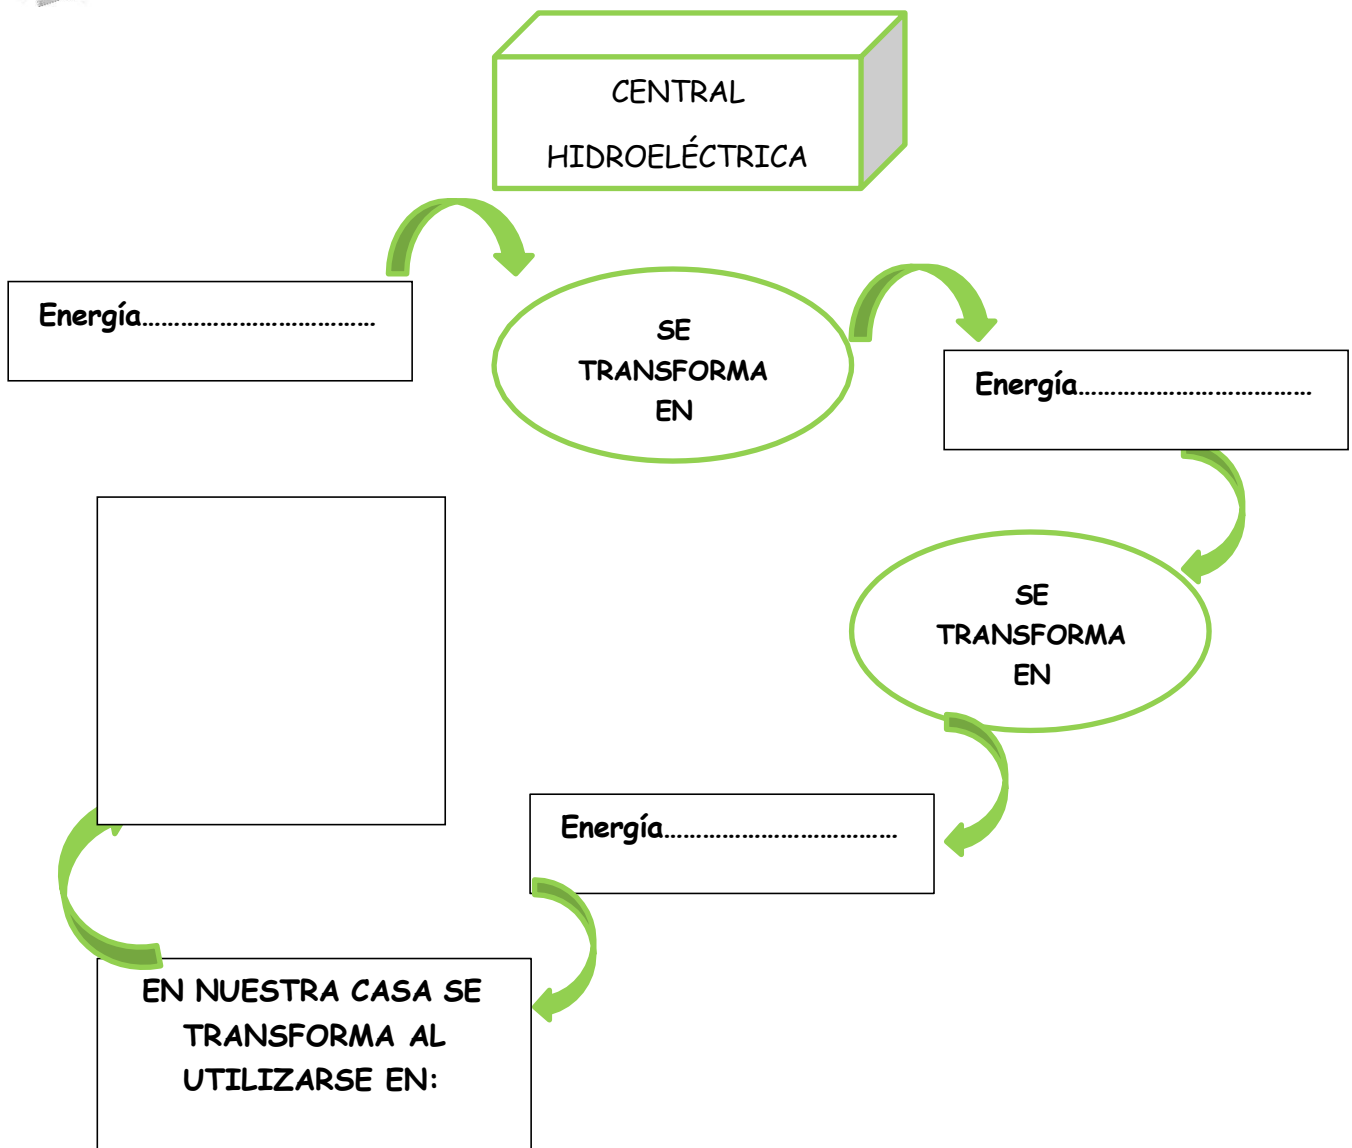 CENTRAL
HIDROELÉCTRICA
Energía....................................
SE
TRANSFORMA
EN
Energía....................................
SE
TRANSFORMA
EN
Energía....................................
EN NUESTRA CASA SE
TRANSFORMA AL
UTILIZARSE EN: